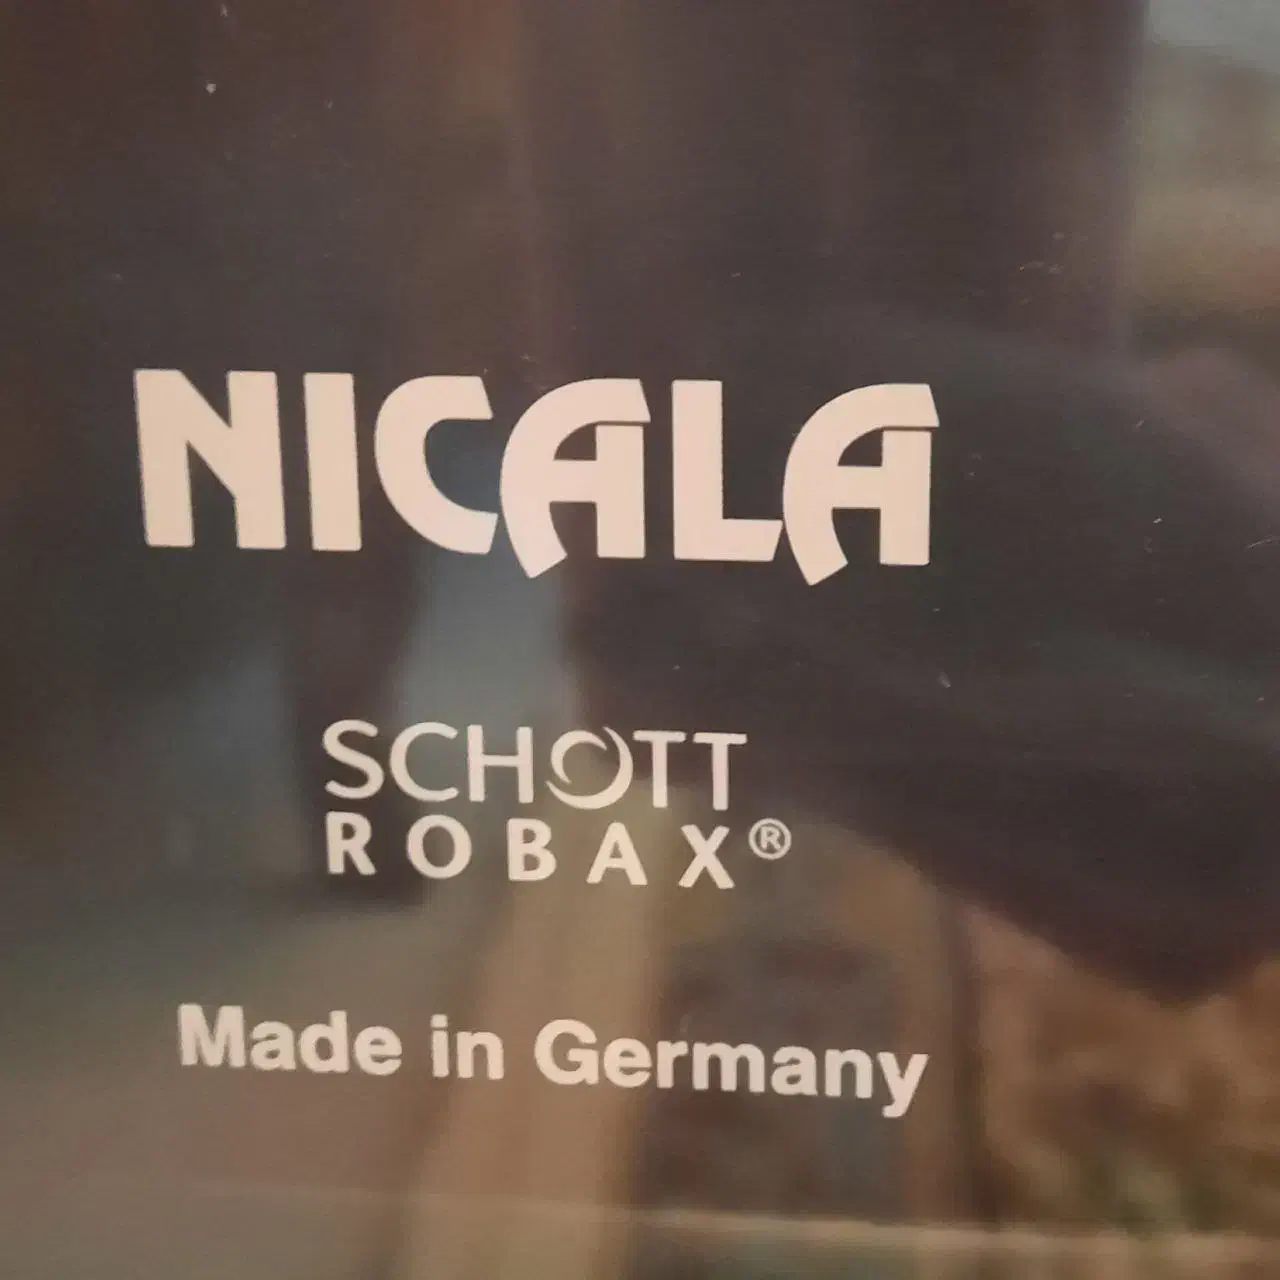 NICALA
SCHOTT
ROBAX®
Made in Germany